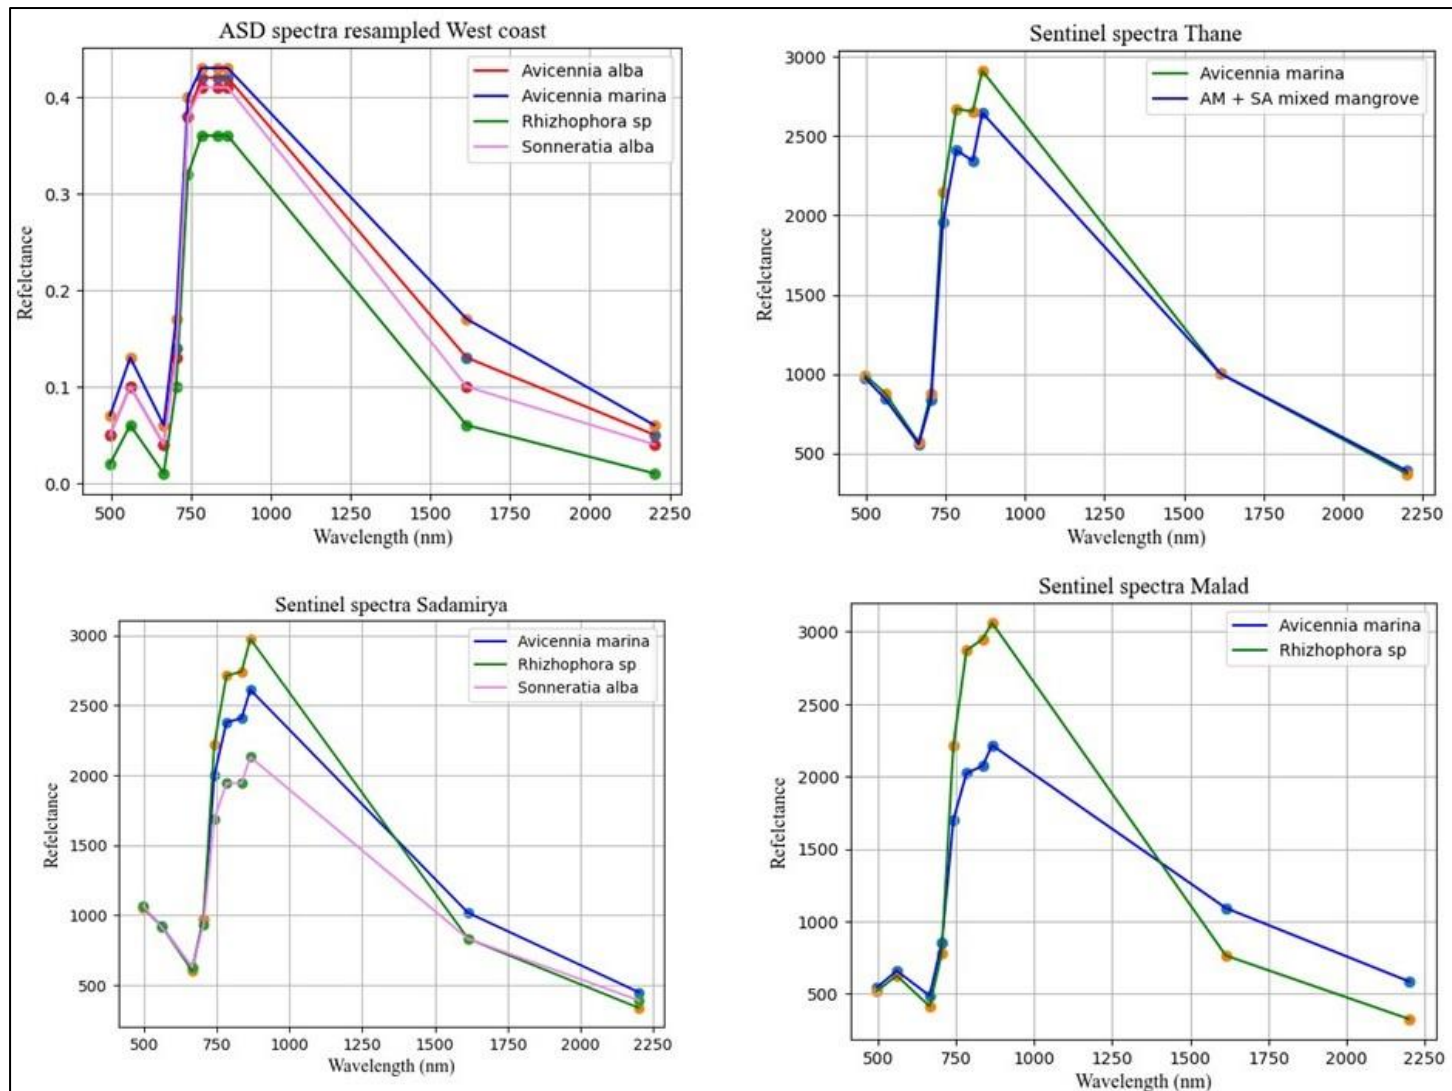 ASD spectra resampled West coast
Avicennia alba
Avicennia marina
Rhizhophora sp
Sonneratia alba
0.4
0.3
0.2
0.1
0.0
Refelctance
500 750 1000 1250 1500 1750 2000 2250
Wavelength (nm)
Sentinel spectra Thane
Avicennia marina
AM + SA mixed mangrove
3000
2500
2000
1500
1000
500
Refelctance
500 750 1000 1250 1500 1750 2000 2250
Wavelength (nm)
Sentinel spectra Sadamirya
Avicennia marina
Rhizhophora sp
Sonneratia alba
3000
2500
2000
1500
1000
500
Refelctance
500 750 1000 1250 1500 1750 2000 2250
Wavelength (nm)
Sentinel spectra Malad
Avicennia marina
Rhizhophora sp
3000
2500
2000
1500
1000
500
Refelctance
500 750 1000 1250 1500 1750 2000 2250
Wavelength (nm)